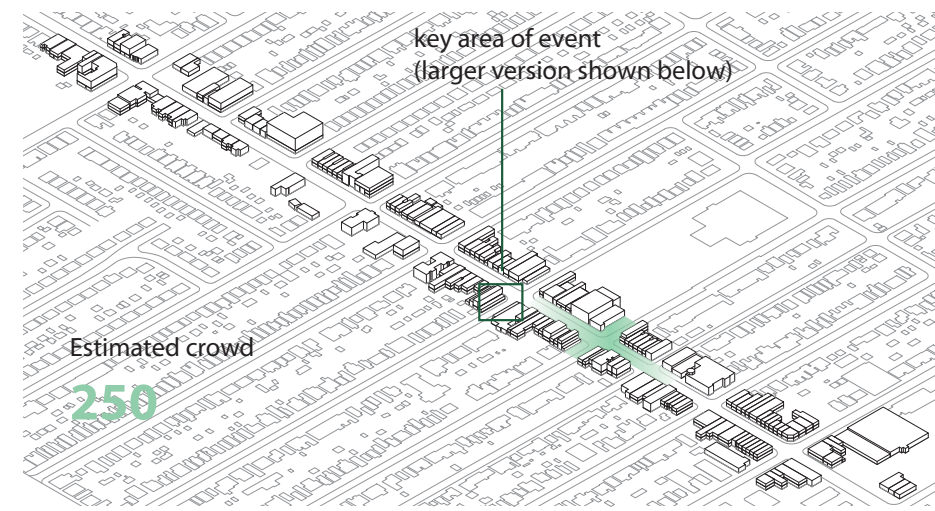 key area of event
(larger version shown below)
Estimated crowd
250